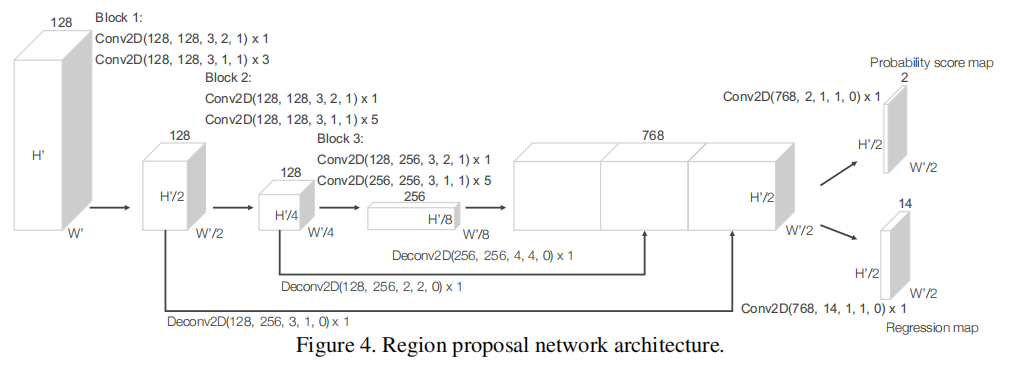 128
Block 1:
Conv2D(128, 128, 3, 2, 1) x 1
Conv2D(128, 128, 3, 1, 1) x 3
Block 2:
Conv2D(128, 128, 3, 2, 1) x 1
Conv2D(128, 128, 3, 1, 1) x 5
Block 3:
Conv2D(128, 256, 3, 2, 1) x 1
Conv2D(256, 256, 3, 1, 1) x 5
H'
W'
128
H'/2
W'/2
128
H'/4
W'/4
256
H'/8
W'/8
768
H'/2
W'/2
Deconv2D(256, 256, 4, 4, 0) x 1
Deconv2D(128, 256, 2, 2, 0) x 1
Deconv2D(128, 256, 3, 1, 0) x 1
Probability score map
2
Conv2D(768, 2, 1, 1, 0) x 1
H'/2
W'/2
14
H'/2
W'/2
Conv2D(768, 14, 1, 1, 0) x 1
Regression map
Figure 4. Region proposal network architecture.